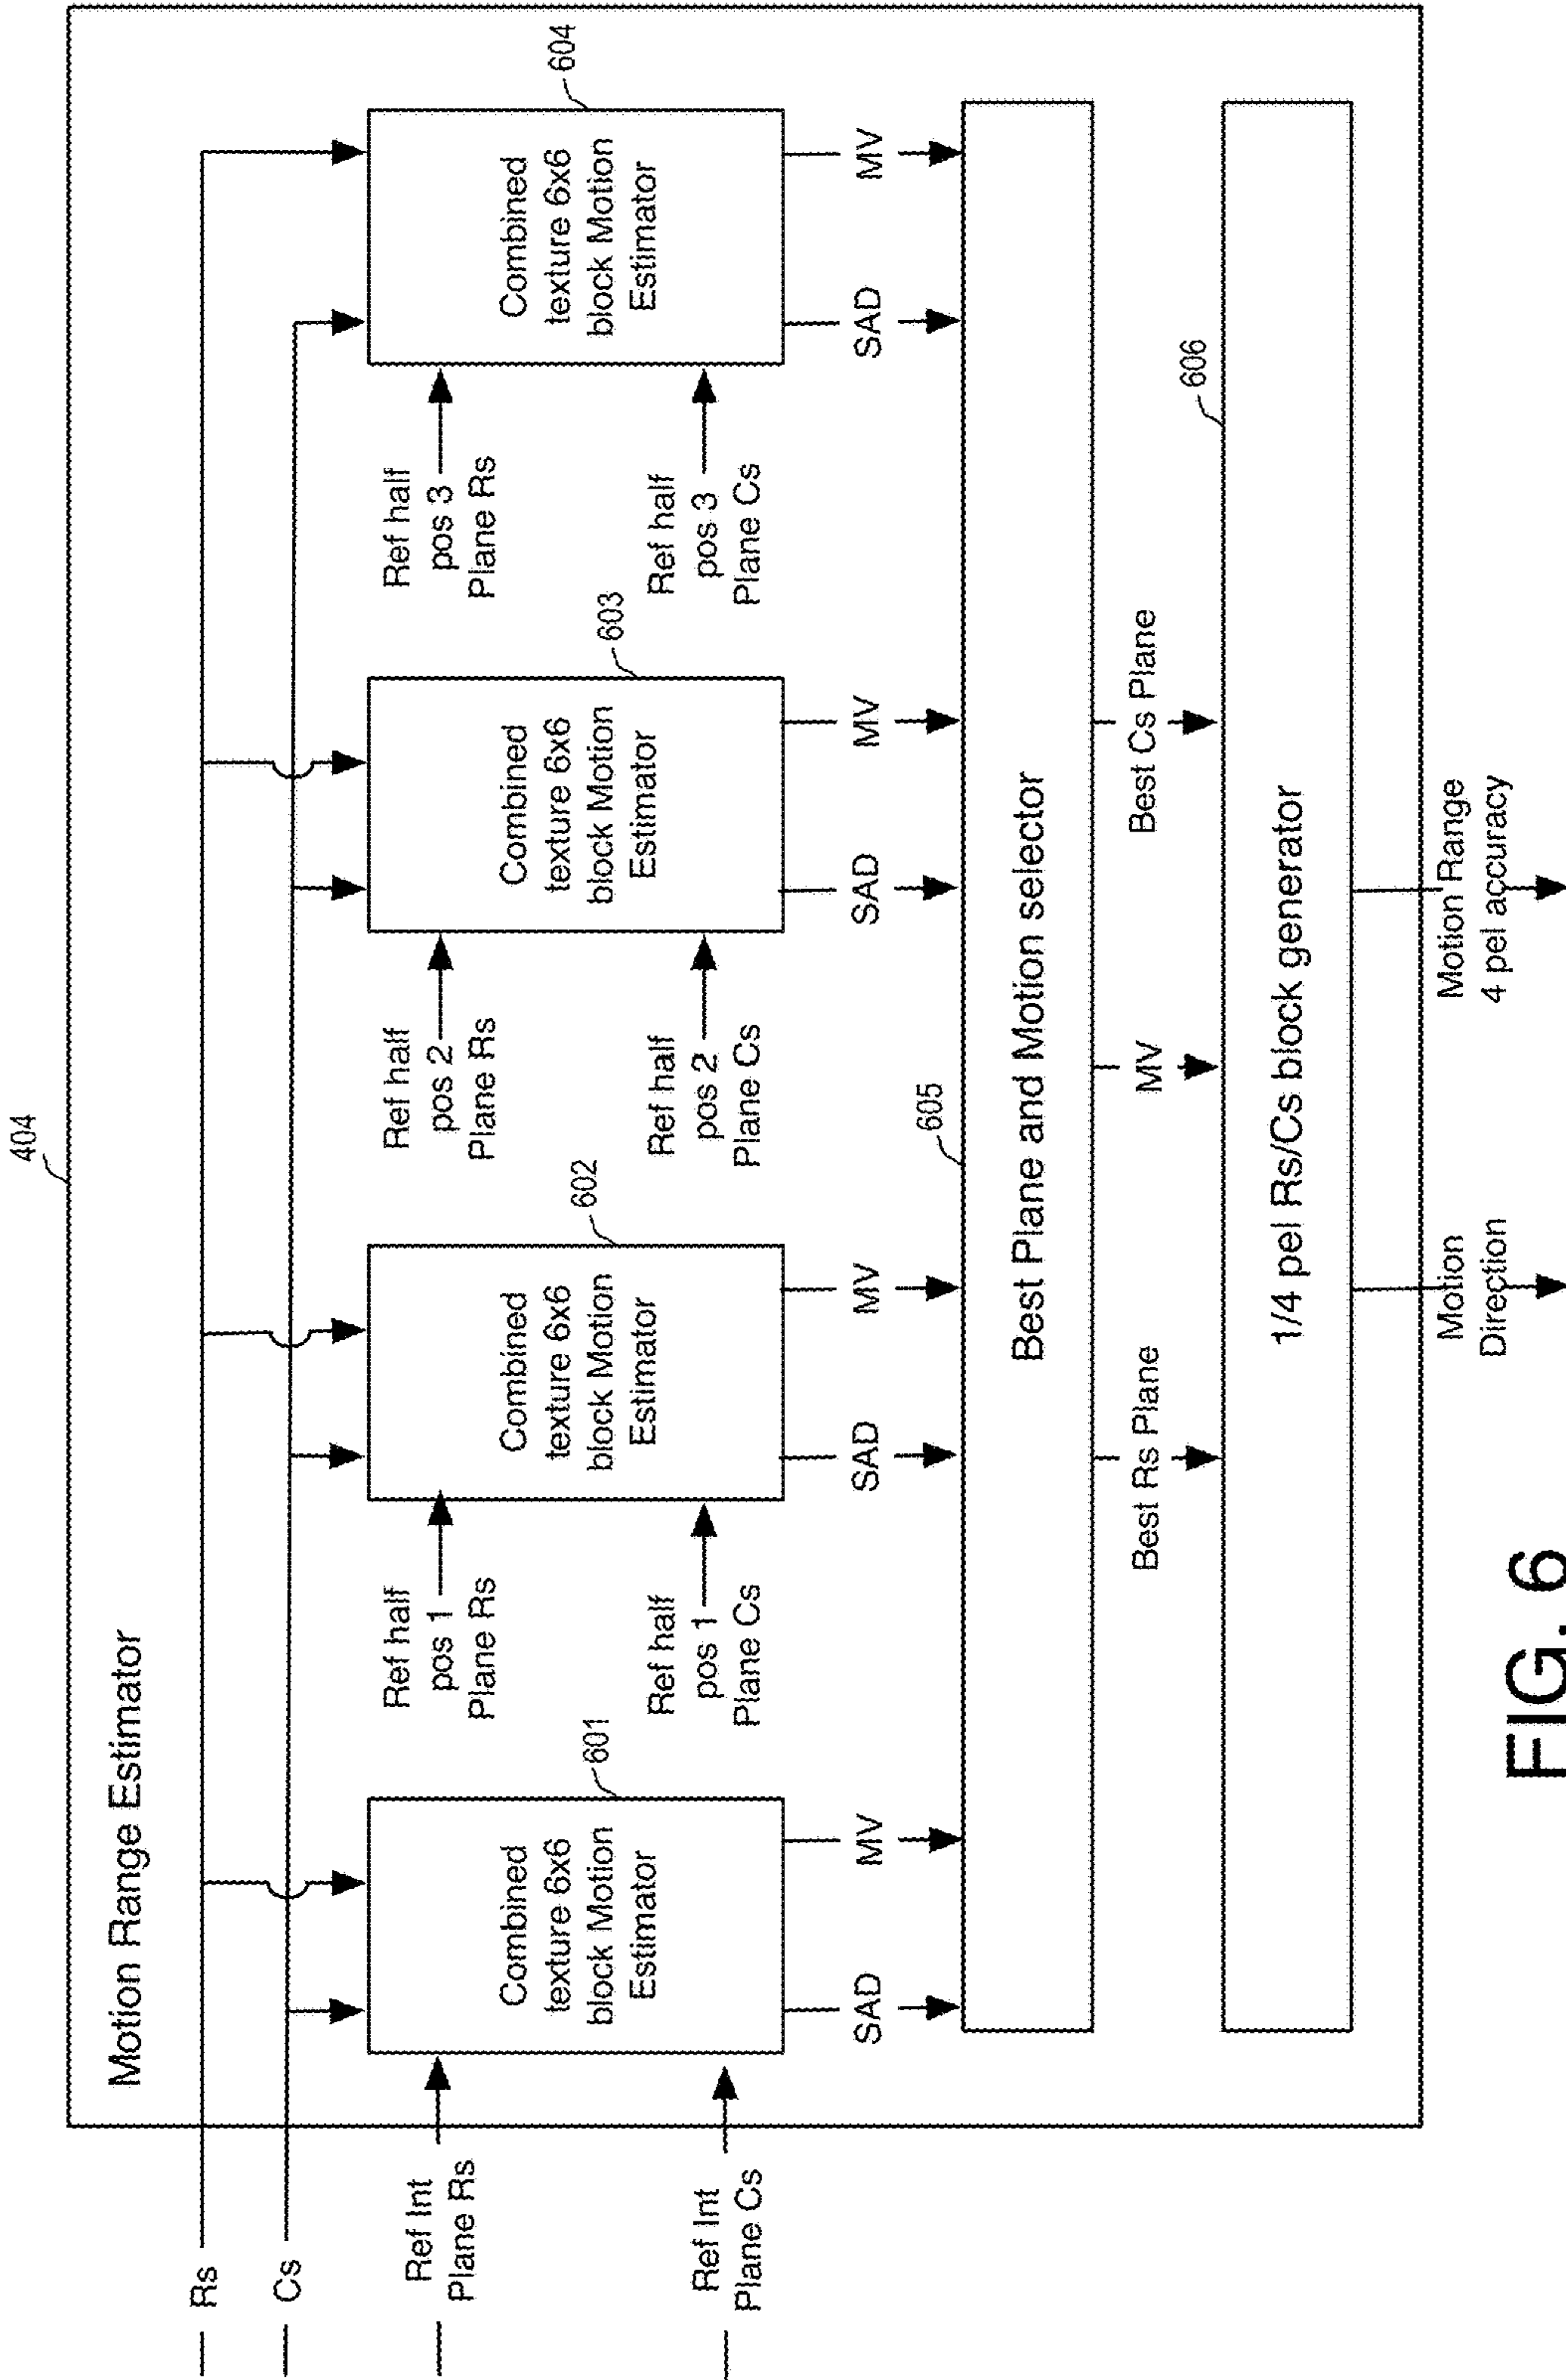 404
Motion Range Estimator
Rs
Cs
Ref Int
Plane Rs
Ref Int
Plane Cs
601
Combined
texture 6x6
block Motion
Estimator
Ref half
pos 1
Plane Rs
Ref half
pos 1
Plane Cs
602
Combined
texture 6x6
block Motion
Estimator
Ref half
pos 2
Plane Rs
Ref half
pos 2
Plane Cs
603
Combined
texture 6x6
block Motion
Estimator
Ref half
pos 3
Plane Rs
Ref half
pos 3
Plane Cs
604
Combined
texture 6x6
block Motion
Estimator
SAD
MV
SAD
MV
SAD
MV
SAD
MV
605
Best Plane and Motion selector
Best Rs Plane
MV
Best Cs Plane
606
1/4 pel Rs/Cs block generator
Motion
Direction
Motion Range
4 pel accuracy
FIG. 6